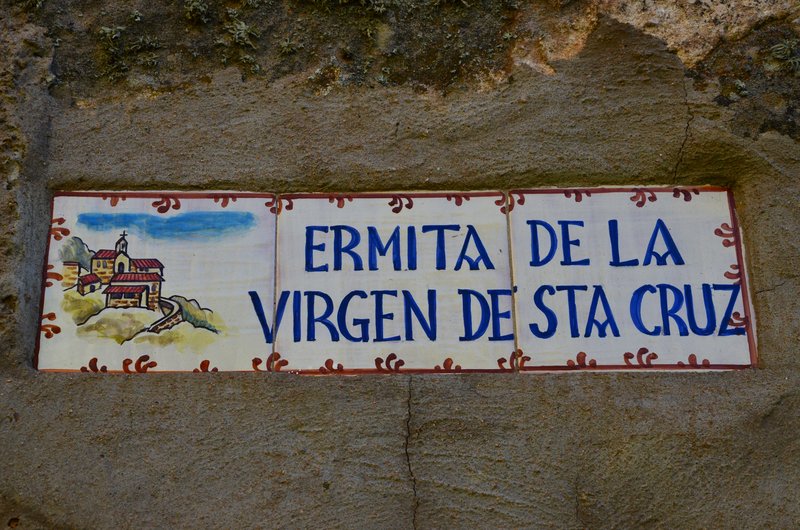 ERMITA DE LA
VIRGEN DE STA CRUZ